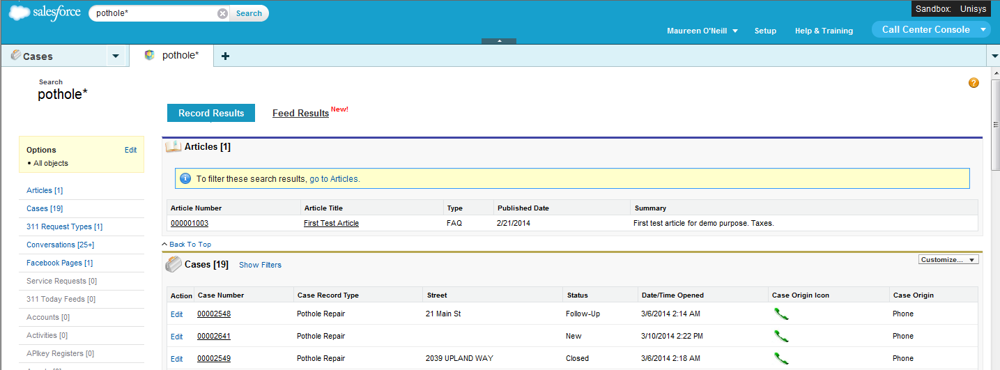 salesforce
pothole*
Search
Sandbox: Unisys
Maureen O'Neill
Setup
Help & Training
Call Center Console
Cases
pothole*
Search
pothole*
Record Results
Feed Results New!
Options
Edit
All objects
Articles [1]
Cases [19]
311 Request Types [1]
Conversations [25+]
Facebook Pages [1]
Service Requests [0]
311 Today Feeds [0]
Accounts [0]
Activities [0]
APIkey Registers [0]
Articles [1]
To filter these search results, go to Articles.
Article Number Article Title Type Published Date Summary
000001003 First Test Article FAQ 2/21/2014 First test article for demo purpose. Taxes.
Back To Top
Cases [19] Show Filters
Customize...
Action Case Number Case Record Type Street Status Date/Time Opened Case Origin Icon Case Origin
Edit 00002548 Pothole Repair 21 Main St Follow-Up 3/6/2014 2:14 AM Phone
Edit 00002641 Pothole Repair New 3/10/2014 2:22 PM Phone
Edit 00002549 Pothole Repair 2039 UPLAND WAY Closed 3/6/2014 2:18 AM Phone